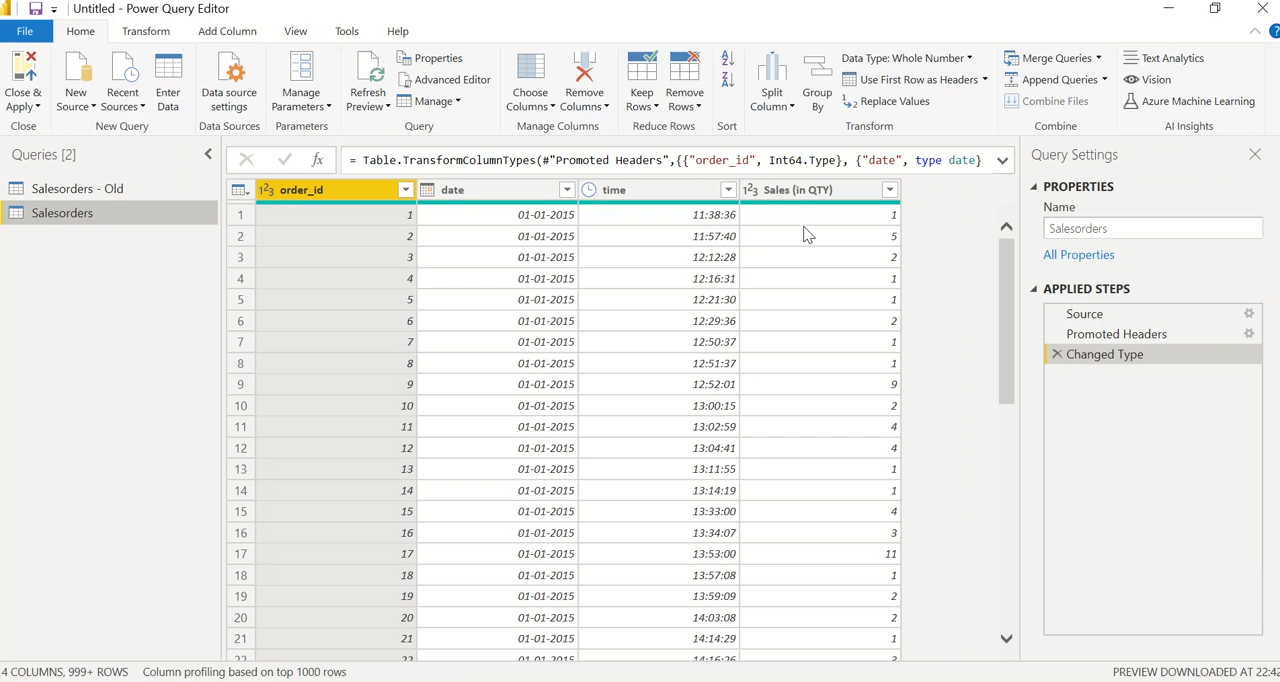 Untitled - Power Query Editor
File Home Transform Add Column View Tools Help
Close & Apply
New Source
Recent Sources
Enter Data
Data source settings
Manage Parameters
Refresh Preview
Properties
Advanced Editor
Manage
Choose Columns
Remove Columns
Keep Rows
Remove Rows
Split Column
Group By
Data Type: Whole Number
Use First Row as Headers
Replace Values
Merge Queries
Append Queries
Combine Files
Text Analytics
Vision
Azure Machine Learning
Close New Query Data Sources Parameters Query Manage Columns Reduce Rows Sort Transform Combine AI Insights
Queries [2]
Salesorders - Old
Salesorders
fx = Table.TransformColumnTypes(#"Promoted Headers",{{"order_id", Int64.Type}, {"date", type date}
order_id date time Sales (in QTY)
1 1 01-01-2015 11:38:36 1
2 2 01-01-2015 11:57:40 5
3 3 01-01-2015 12:12:28 2
4 4 01-01-2015 12:16:31 1
5 5 01-01-2015 12:21:30 1
6 6 01-01-2015 12:29:36 2
7 7 01-01-2015 12:50:37 1
8 8 01-01-2015 12:51:37 1
9 9 01-01-2015 12:52:01 9
10 10 01-01-2015 13:00:15 2
11 11 01-01-2015 13:02:59 4
12 12 01-01-2015 13:04:41 4
13 13 01-01-2015 13:11:55 1
14 14 01-01-2015 13:14:19 1
15 15 01-01-2015 13:33:00 4
16 16 01-01-2015 13:34:07 3
17 17 01-01-2015 13:53:00 11
18 18 01-01-2015 13:57:08 1
19 19 01-01-2015 13:59:09 2
20 20 01-01-2015 14:03:08 2
21 21 01-01-2015 14:14:29 1
Query Settings
PROPERTIES
Name
Salesorders
All Properties
APPLIED STEPS
Source
Promoted Headers
Changed Type
4 COLUMNS, 999+ ROWS Column profiling based on top 1000 rows
PREVIEW DOWNLOADED AT 22:42